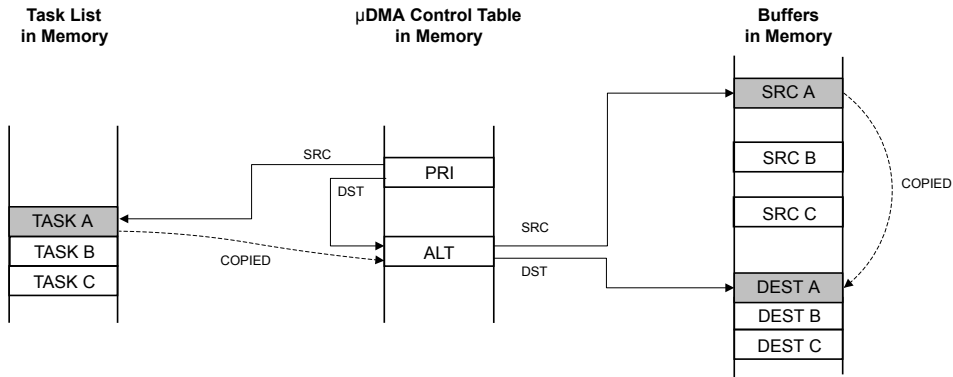 Task List
in Memory
µDMA Control Table
in Memory
Buffers
in Memory
SRC A
SRC
PRI
SRC B
COPIED
DST
TASK A
SRC C
SRC
TASK B
COPIED
ALT
DST
TASK C
DEST A
DEST B
DEST C